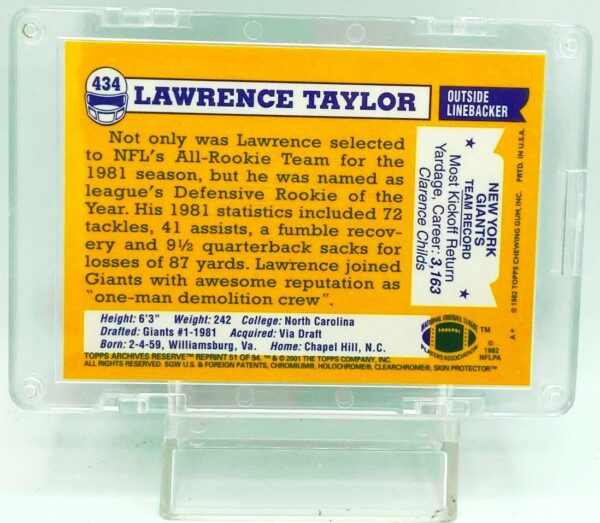 434
LAWRENCE TAYLOR
OUTSIDE
LINEBACKER
Not only was Lawrence selected
to NFL's All-Rookie Team for the
1981 season, but he was named as
league's Defensive Rookie of the
Year. His 1981 statistics included 72
tackles, 41 assists, a fumble recov-
ery and 9½ quarterback sacks for
losses of 87 yards. Lawrence joined
Giants with awesome reputation as
"one-man demolition crew".
NEW YORK
GIANTS
TEAM RECORD
Most Kickoff Return
Yardage, Career: 3,163
Clarence Childs
© 1982 TOPPS CHEWING GUM, INC. PRTD. IN U.S.A.
A*
Height: 6'3" Weight: 242 College: North Carolina
Drafted: Giants #1-1981 Acquired: Via Draft
Born: 2-4-59, Williamsburg, Va. Home: Chapel Hill, N.C.
NATIONAL FOOTBALL LEAGUE
PLAYERS ASSOCIATION
TM
©
1982
NFLPA
TOPPS ARCHIVES RESERVE™ REPRINT 51 OF 94. ™ & © 2001 THE TOPPS COMPANY, INC.
ALL RIGHTS RESERVED. SGW U.S. & FOREIGN PATENTS, CHROMIUM®, HOLOCHROME®, CLEARCHROME®, SKIN PROTECTOR™